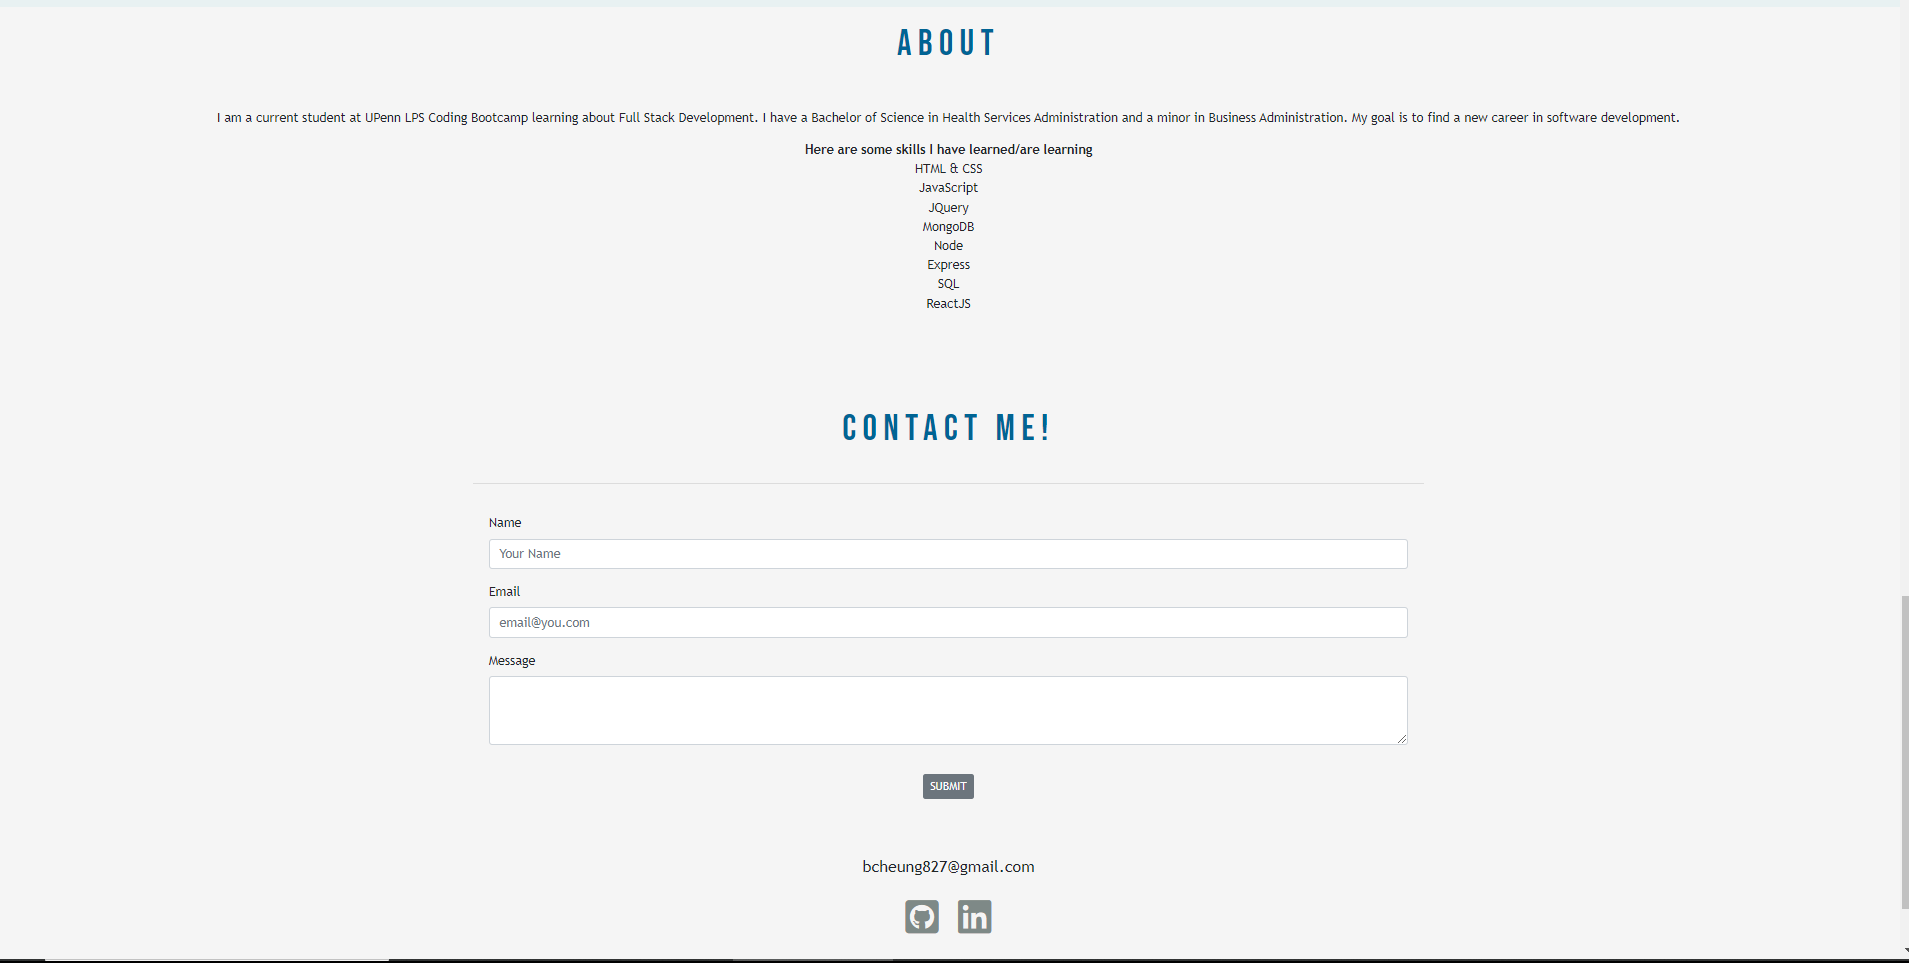 ABOUT
I am a current student at UPenn LPS Coding Bootcamp learning about Full Stack Development. I have a Bachelor of Science in Health Services Administration and a minor in Business Administration. My goal is to find a new career in software development.
Here are some skills I have learned/are learning
HTML & CSS
JavaScript
JQuery
MongoDB
Node
Express
SQL
ReactJS
CONTACT ME!
Name
Your Name
Email
email@you.com
Message
SUBMIT
bcheung827@gmail.com
in